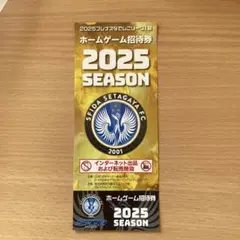 2025プレナスなでしこリーグ1部
ホームゲーム招待券
2025
SEASON
SFIDA SETAGAYA FC
2001
インターネット出品
および転売無効
ホームゲーム招待券
2025
SEASON